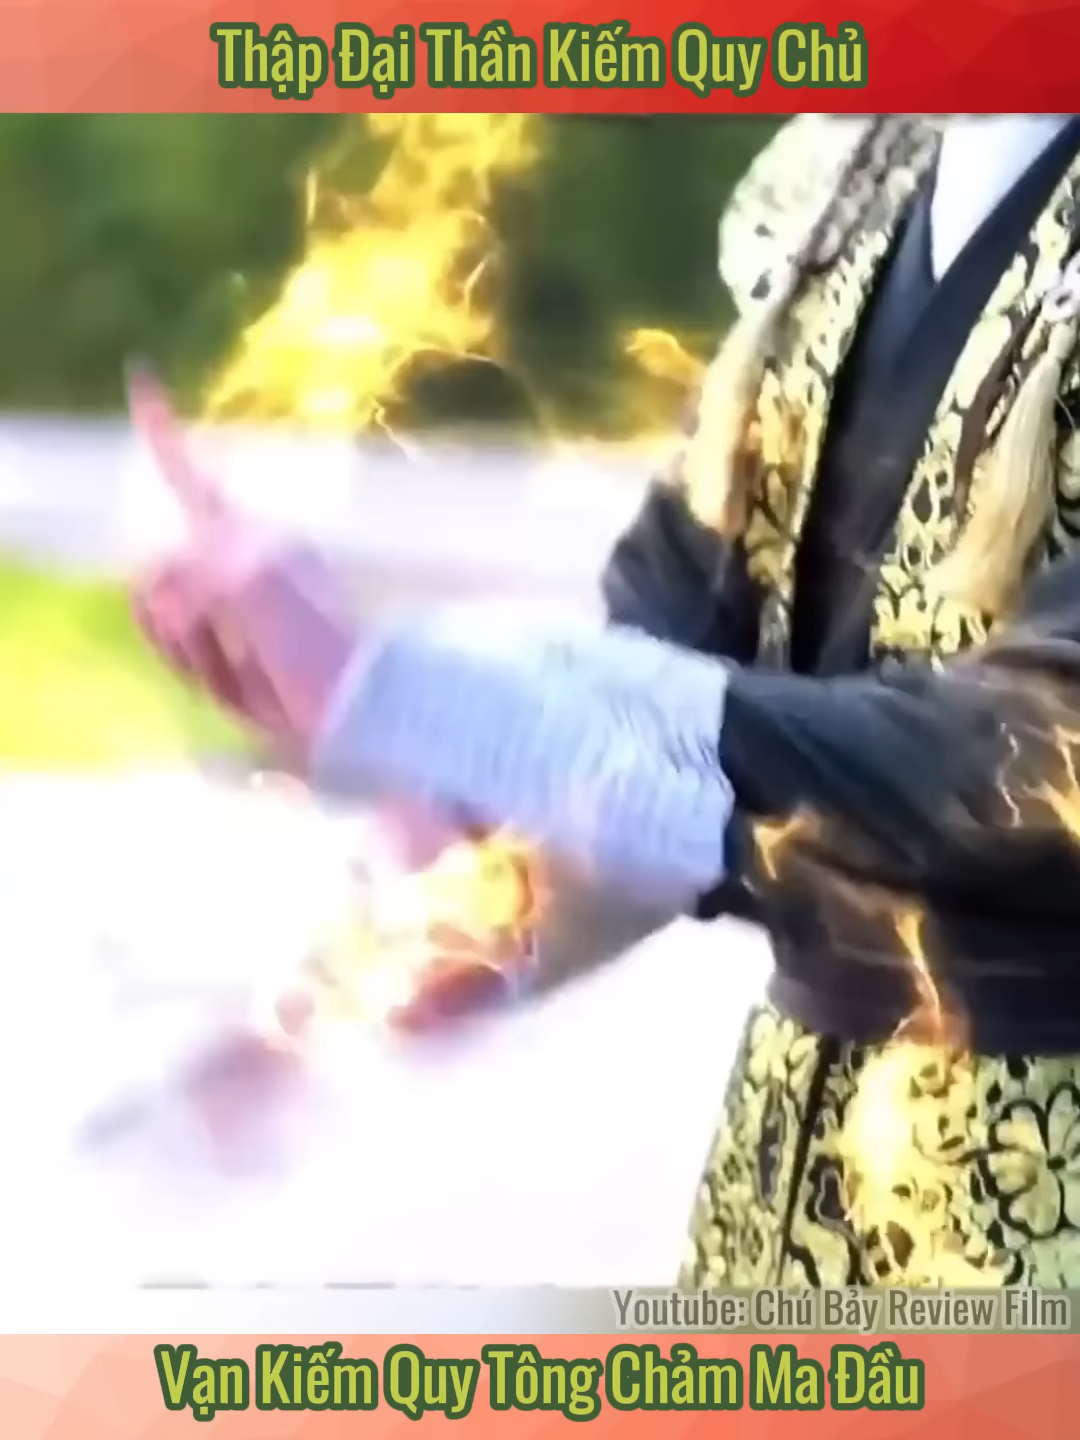 Thập Đại Thần Kiếm Quy Chủ
Youtube: Chú Bảy Review Film
Vạn Kiếm Quy Tông Chảm Ma Đầu